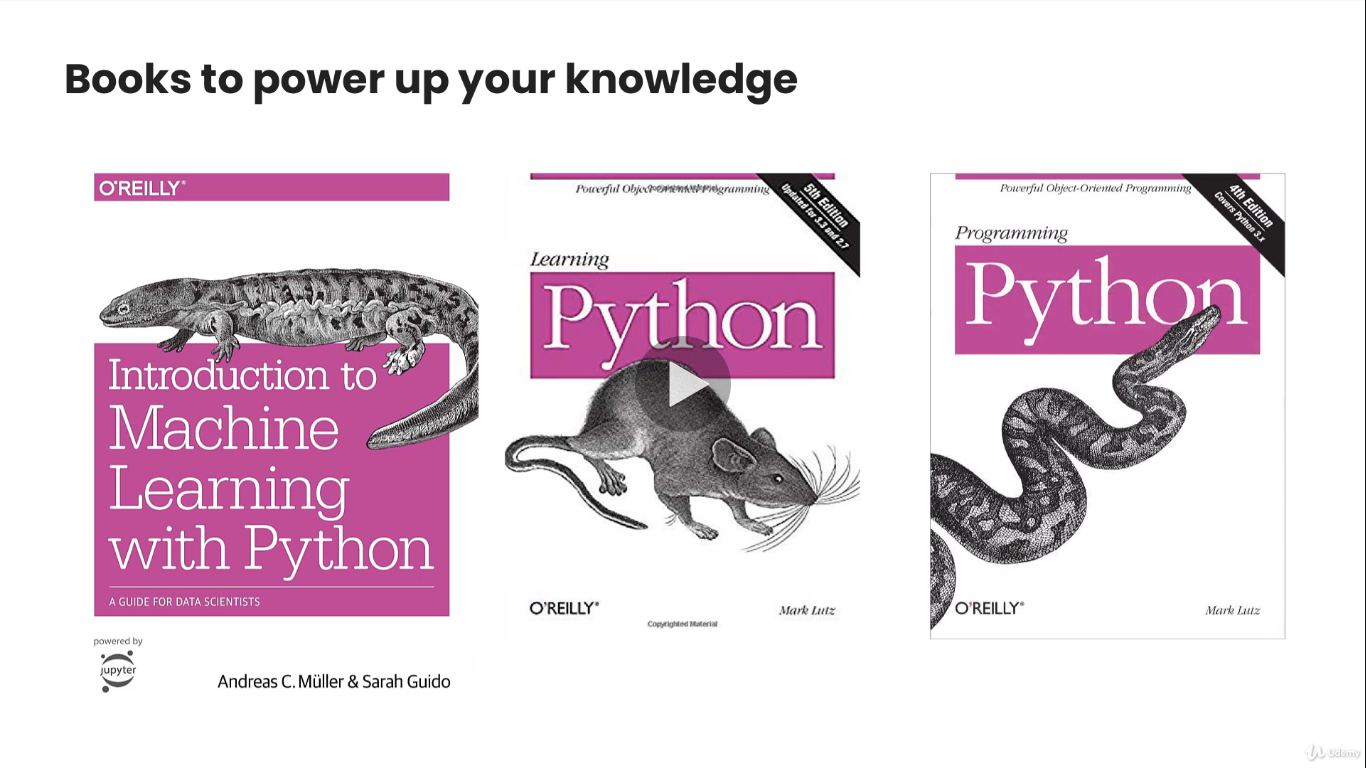 Books to power up your knowledge
O'REILLY®
Introduction to
Machine
Learning
with Python
A GUIDE FOR DATA SCIENTISTS
powered by
jupyter
Andreas C. Müller & Sarah Guido
Copyrighted Material
Powerful Object-Oriented Programming
5th Edition
Updated for 3.3 and 2.7
Learning
Python
O'REILLY®
Mark Lutz
Copyrighted Material
Powerful Object-Oriented Programming
4th Edition
Covers Python 3.x
Programming
Python
O'REILLY®
Mark Lutz
Udemy